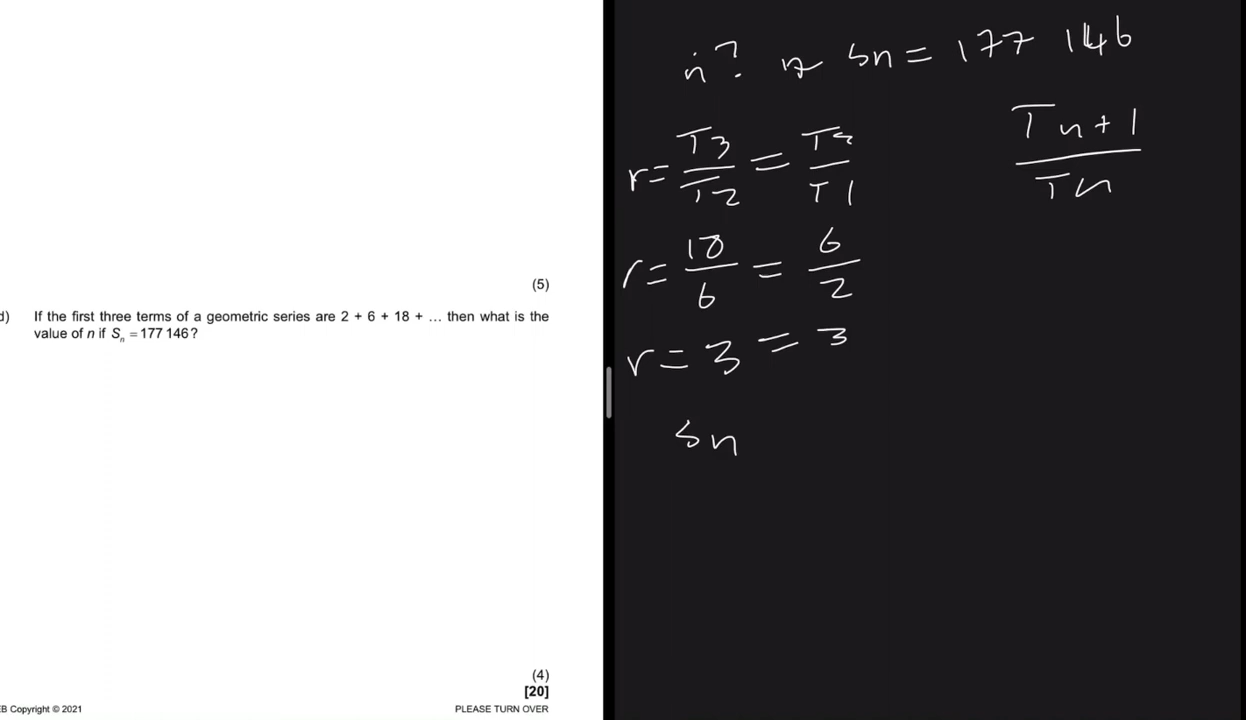 (5)
d) If the first three terms of a geometric series are 2 + 6 + 18 + ... then what is the
value of n if Sn = 177 146?
(4)
[20]
EB Copyright © 2021
PLEASE TURN OVER
n? if Sn = 177 146
r = T3/T2 = T2/T1
Tn+1/Tn
r = 18/6 = 6/2
r = 3 = 3
Sn